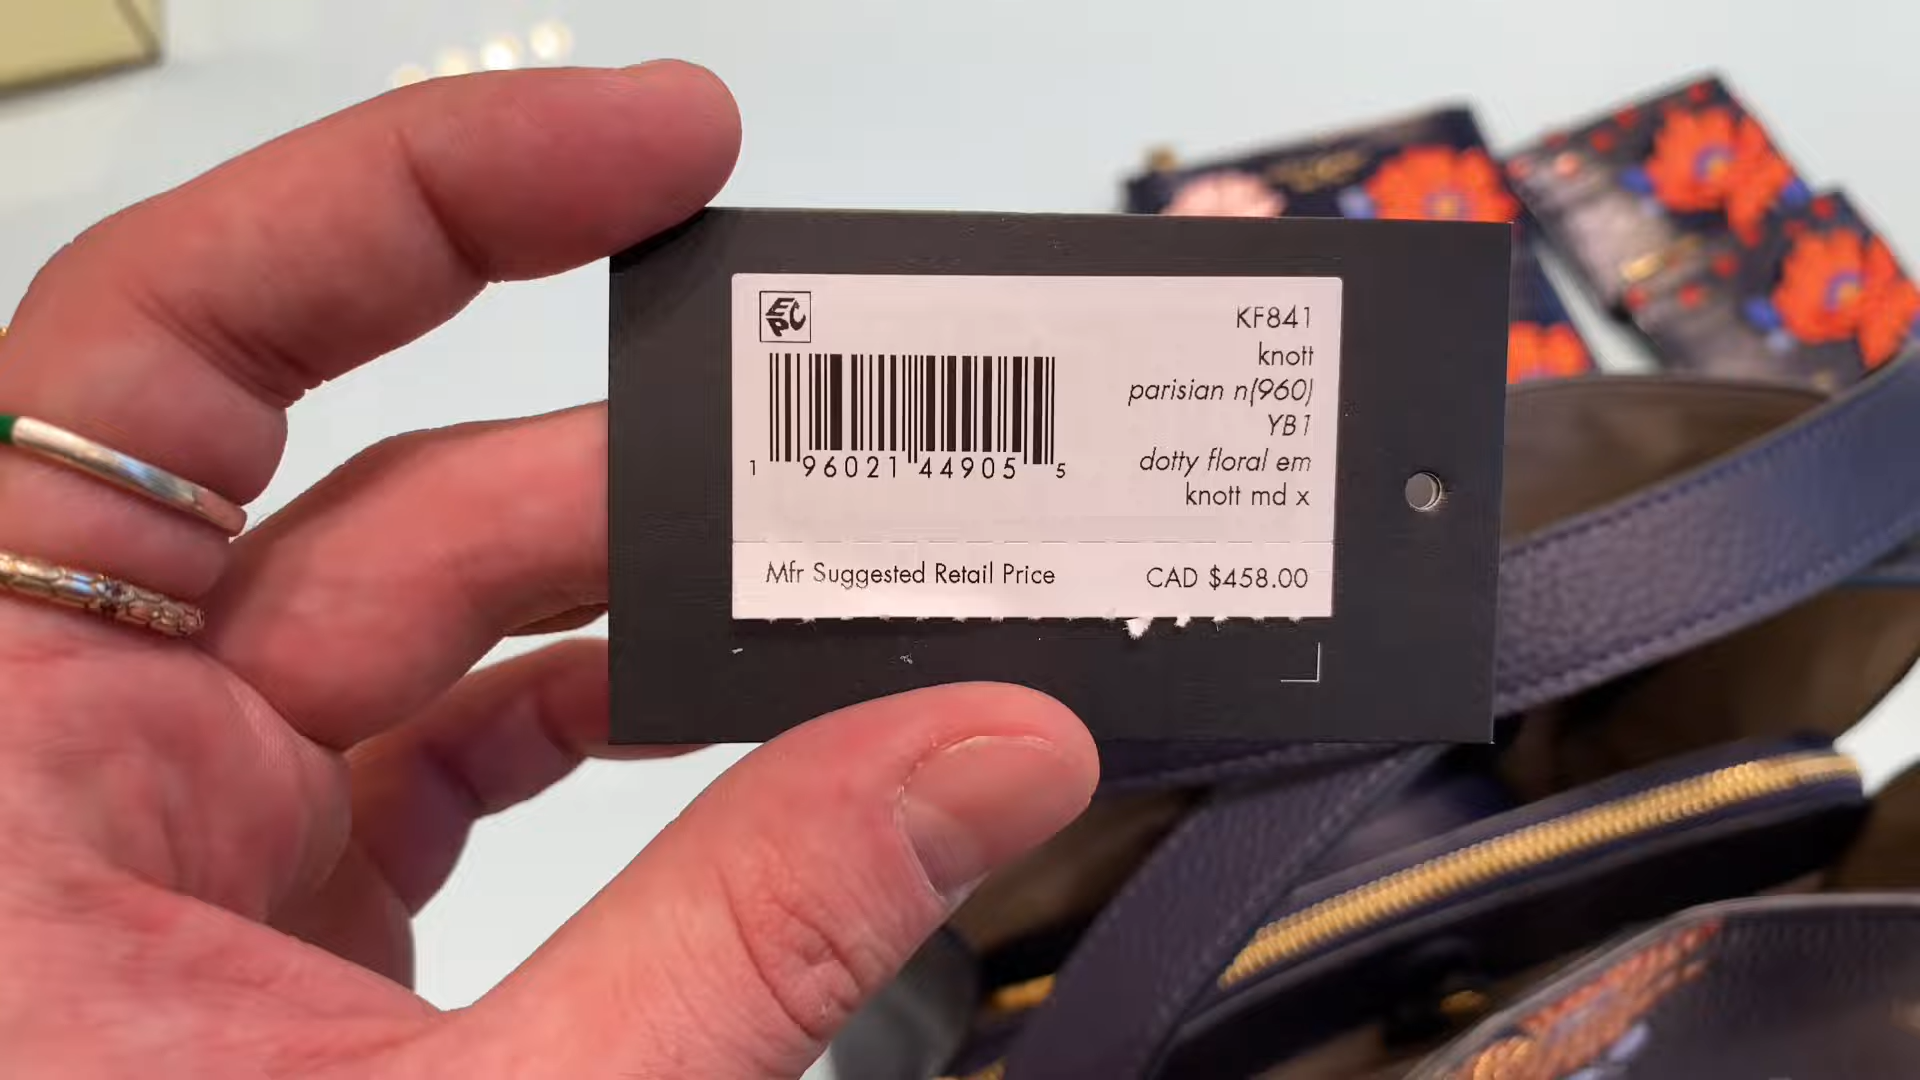 EPC
KF841
knott
parisian n(960)
YB1
dotty floral em
knott md x
1 96021 44905 5
Mfr Suggested Retail Price CAD $458.00